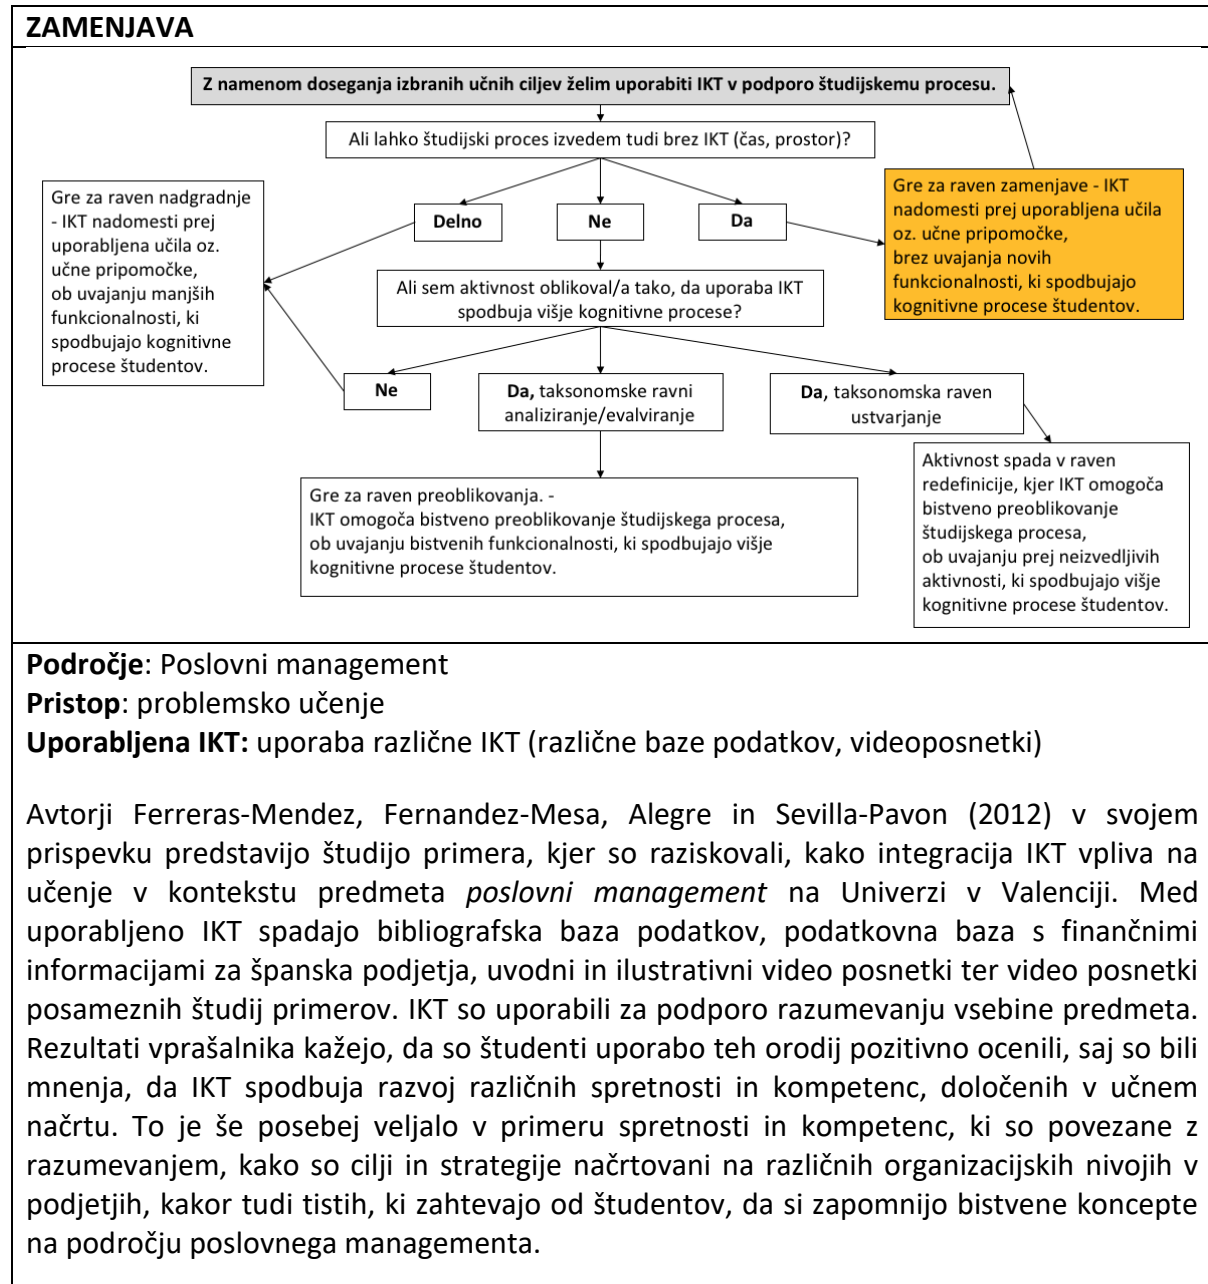 ZAMENJAVA
Z namenom doseganja izbranih učnih ciljev želim uporabiti IKT v podporo študijskemu procesu.
Ali lahko študijski proces izvedem tudi brez IKT (čas, prostor)?
Gre za raven nadgradnje
- IKT nadomesti prej
uporabljena učila oz.
učne pripomočke,
ob uvajanju manjših
funkcionalnosti, ki
spodbujajo kognitivne
procese študentov.
Delno
Ne
Da
Gre za raven zamenjave - IKT
nadomesti prej uporabljena učila
oz. učne pripomočke,
brez uvajanja novih
funkcionalnosti, ki spodbujajo
kognitivne procese študentov.
Ali sem aktivnost oblikoval/a tako, da uporaba IKT
spodbuja višje kognitivne procese?
Ne
Da, taksonomske ravni
analiziranje/evalviranje
Da, taksonomska raven
ustvarjanje
Gre za raven preoblikovanja. -
IKT omogoča bistveno preoblikovanje študijskega procesa,
ob uvajanju bistvenih funkcionalnosti, ki spodbujajo višje
kognitivne procese študentov.
Aktivnost spada v raven
redefinicije, kjer IKT omogoča
bistveno preoblikovanje
študijskega procesa,
ob uvajanju prej neizvedljivih
aktivnosti, ki spodbujajo višje
kognitivne procese študentov.
Področje: Poslovni management
Pristop: problemsko učenje
Uporabljena IKT: uporaba različne IKT (različne baze podatkov, videoposnetki)
Avtorji Ferreras-Mendez, Fernandez-Mesa, Alegre in Sevilla-Pavon (2012) v svojem
prispevku predstavijo študijo primera, kjer so raziskovali, kako integracija IKT vpliva na
učenje v kontekstu predmeta poslovni management na Univerzi v Valenciji. Med
uporabljeno IKT spadajo bibliografska baza podatkov, podatkovna baza s finančnimi
informacijami za španska podjetja, uvodni in ilustrativni video posnetki ter video posnetki
posameznih študij primerov. IKT so uporabili za podporo razumevanju vsebine predmeta.
Rezultati vprašalnika kažejo, da so študenti uporabo teh orodij pozitivno ocenili, saj so bili
mnenja, da IKT spodbuja razvoj različnih spretnosti in kompetenc, določenih v učnem
načrtu. To je še posebej veljalo v primeru spretnosti in kompetenc, ki so povezane z
razumevanjem, kako so cilji in strategije načrtovani na različnih organizacijskih nivojih v
podjetjih, kakor tudi tistih, ki zahtevajo od študentov, da si zapomnijo bistvene koncepte
na področju poslovnega managementa.